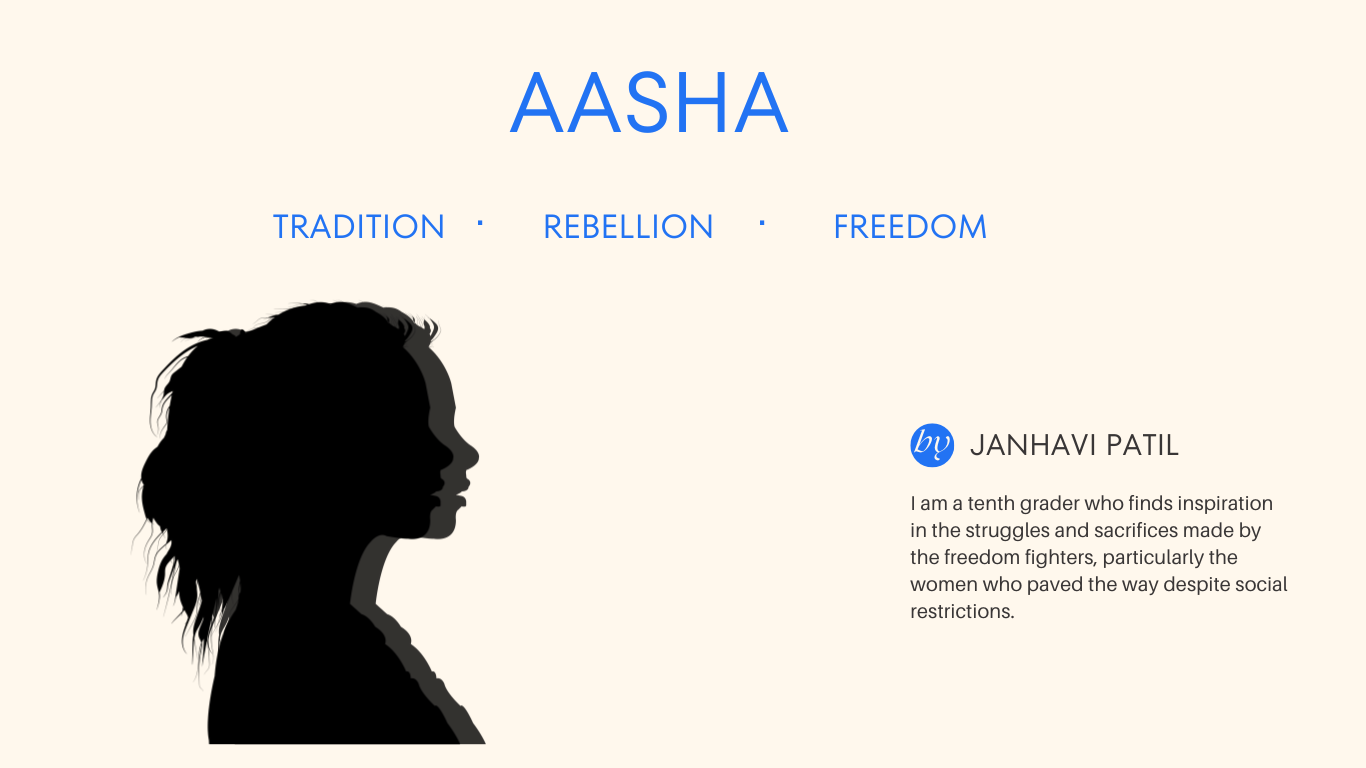 AASHA
TRADITION · REBELLION · FREEDOM
by JANHAVI PATIL
I am a tenth grader who finds inspiration
in the struggles and sacrifices made by
the freedom fighters, particularly the
women who paved the way despite social
restrictions.